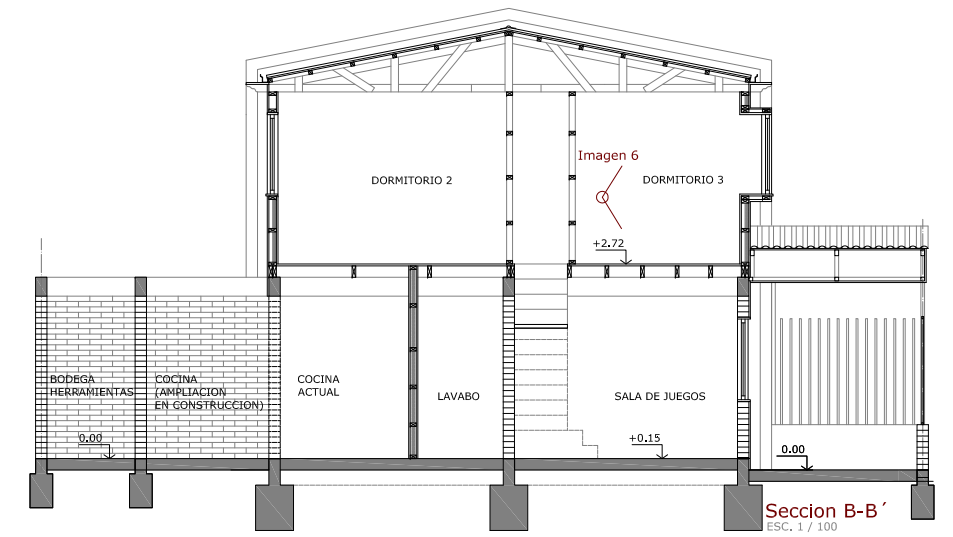 Imagen 6
DORMITORIO 2
DORMITORIO 3
+2.72
BODEGA
HERRAMIENTAS
COCINA
(AMPLIACION
EN CONSTRUCCION)
COCINA
ACTUAL
LAVABO
SALA DE JUEGOS
0.00
+0.15
0.00
Seccion B-B´
ESC. 1 / 100